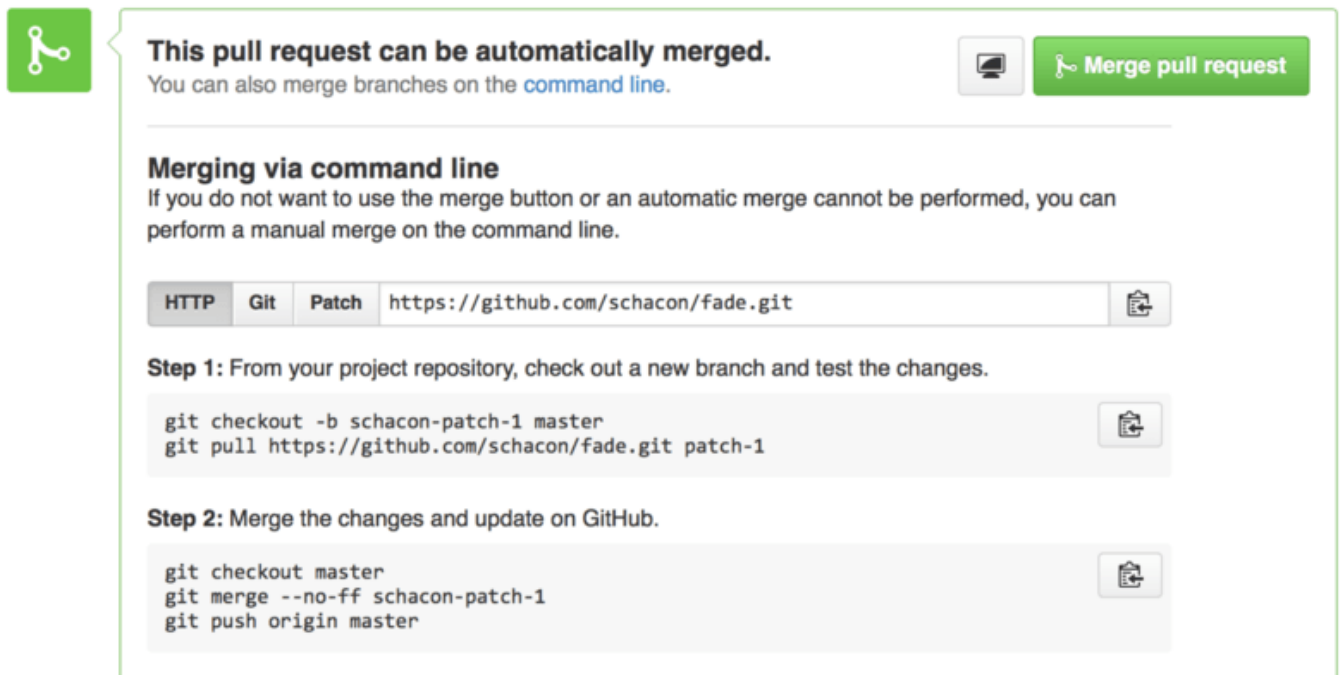 This pull request can be automatically merged.
You can also merge branches on the command line.
Merge pull request
Merging via command line
If you do not want to use the merge button or an automatic merge cannot be performed, you can
perform a manual merge on the command line.
HTTP Git Patch https://github.com/schacon/fade.git
Step 1: From your project repository, check out a new branch and test the changes.
git checkout -b schacon-patch-1 master
git pull https://github.com/schacon/fade.git patch-1
Step 2: Merge the changes and update on GitHub.
git checkout master
git merge --no-ff schacon-patch-1
git push origin master